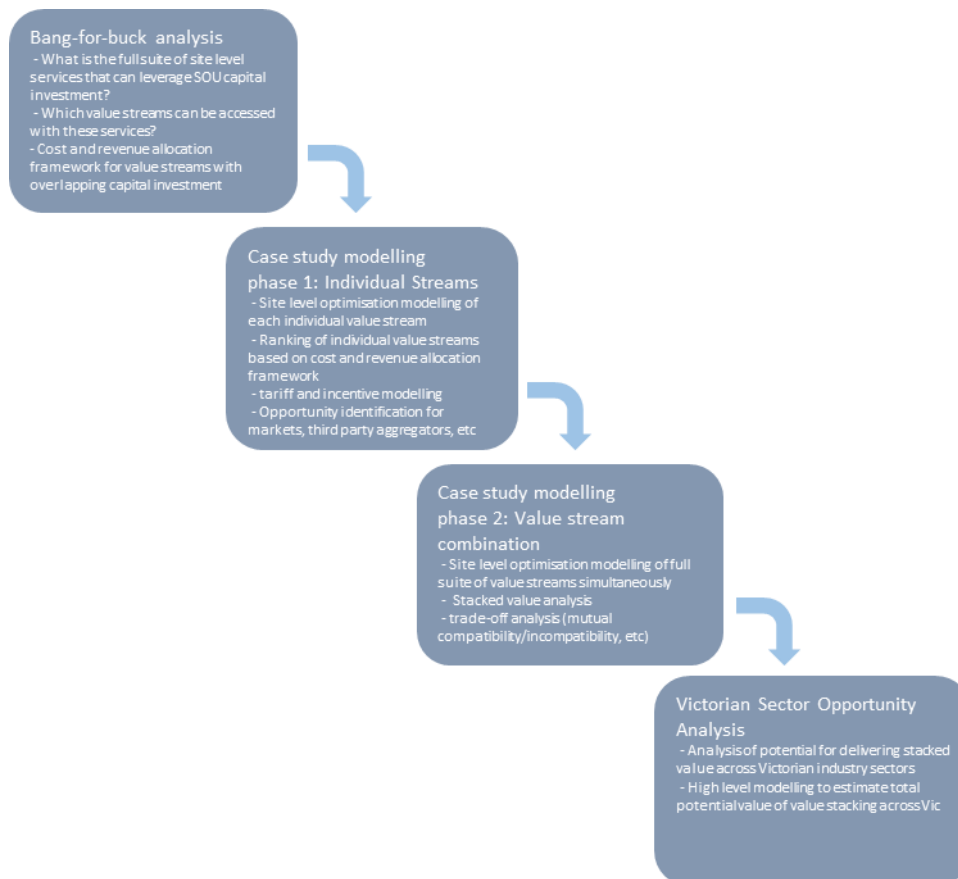 Bang-for-buck analysis
- What is the full suite of site level
services that can leverage SOU capital
investment?
- Which value streams can be accessed
with these services?
- Cost and revenue allocation
framework for value streams with
overlapping capital investment
Case study modelling
phase 1: Individual Streams
- Site level optimisation modelling of
each individual value stream
- Ranking of individual value streams
based on cost and revenue allocation
framework
- tariff and incentive modelling
- Opportunity identification for
markets, third party aggregators, etc
Case study modelling
phase 2: Value stream
combination
- Site level optimisation modelling of full
suite of value streams simultaneously
- Stacked value analysis
- trade-off analysis (mutual
compatibility/incompatibility, etc)
Victorian Sector Opportunity
Analysis
- Analysis of potential for delivering stacked
value across Victorian industry sectors
- High level modelling to estimate total
potential value of value stacking across Vic